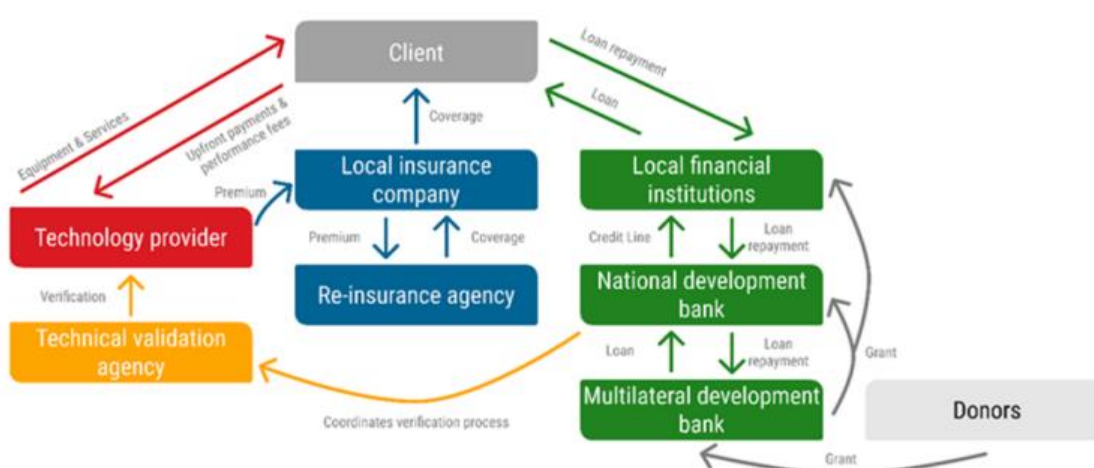 Client
Loan repayment
Loan
Equipment & Services
Upfront payments &
performance fees
Coverage
Local insurance
company
Local financial
institutions
Premium
Technology provider
Premium
Coverage
Credit Line
Loan
repayment
Verification
Re-insurance agency
National development
bank
Technical validation
agency
Loan
Loan
repayment
Grant
Coordinates verification process
Multilateral development
bank
Donors
Grant